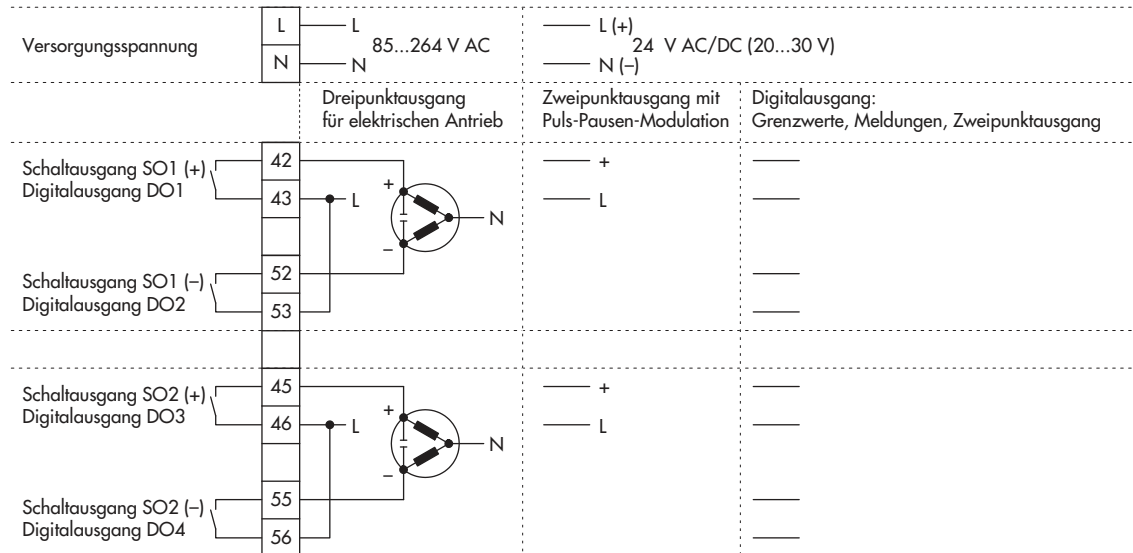 Versorgungsspannung
L
L
85...264 V AC
L (+)
24 V AC/DC (20...30 V)
N
N
N (–)
Dreipunktausgang
für elektrischen Antrieb
Zweipunktausgang mit
Puls-Pausen-Modulation
Digitalausgang:
Grenzwerte, Meldungen, Zweipunktausgang
Schaltausgang SO1 (+)
Digitalausgang DO1
42
43
+
L
N
–
+
L
Schaltausgang SO1 (–)
Digitalausgang DO2
52
53
Schaltausgang SO2 (+)
Digitalausgang DO3
45
46
+
L
N
–
+
L
Schaltausgang SO2 (–)
Digitalausgang DO4
55
56